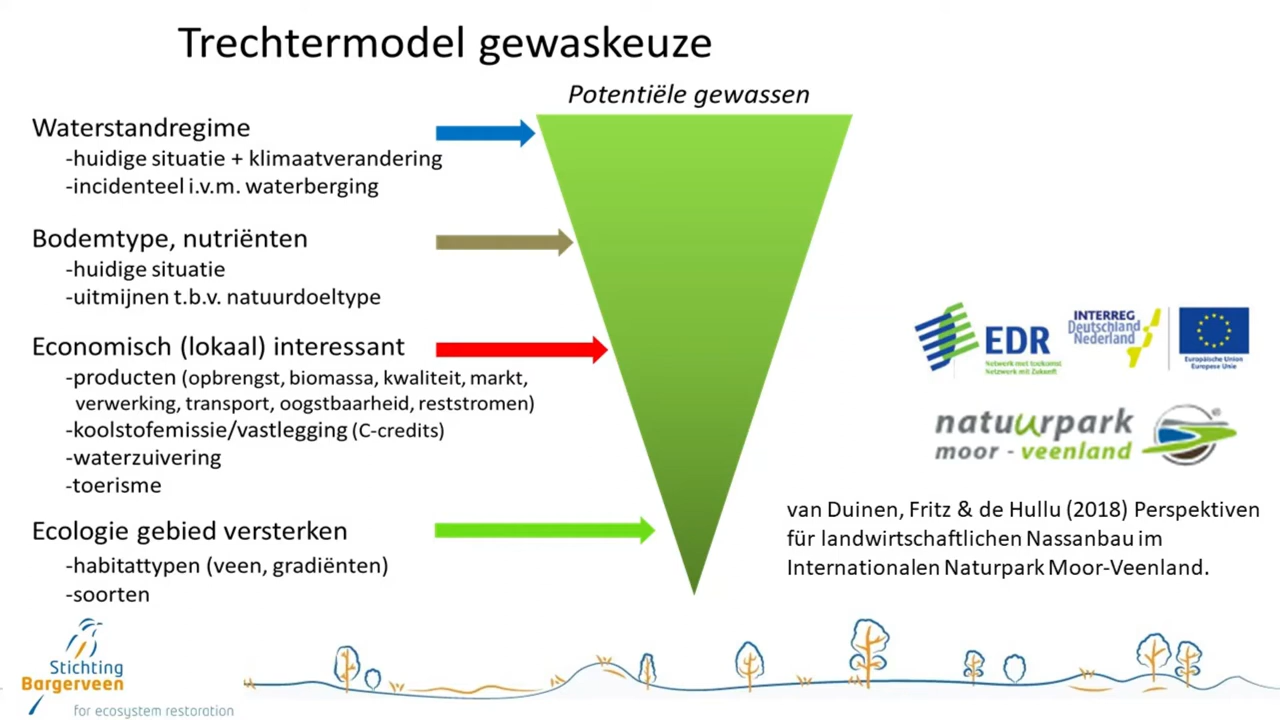 Trechtermodel gewaskeuze
Potentiële gewassen
Waterstandregime
-huidige situatie + klimaatverandering
-incidenteel i.v.m. waterberging
Bodemtype, nutriënten
-huidige situatie
-uitmijnen t.b.v. natuurdoeltype
Economisch (lokaal) interessant
-producten (opbrengst, biomassa, kwaliteit, markt,
verwerking, transport, oogstbaarheid, reststromen)
-koolstofemissie/vastlegging (C-credits)
-waterzuivering
-toerisme
Ecologie gebied versterken
-habitattypen (veen, gradiënten)
-soorten
EDR
Netwerk met toekomst
Netzwerk mit Zukunft
INTERREG
Deutschland
Nederland
Europäische Union
Europese Unie
natuurpark
moor - veenland
van Duinen, Fritz & de Hullu (2018) Perspektiven
für landwirtschaftlichen Nassanbau im
Internationalen Naturpark Moor-Veenland.
Stichting
Bargerveen
for ecosystem restoration